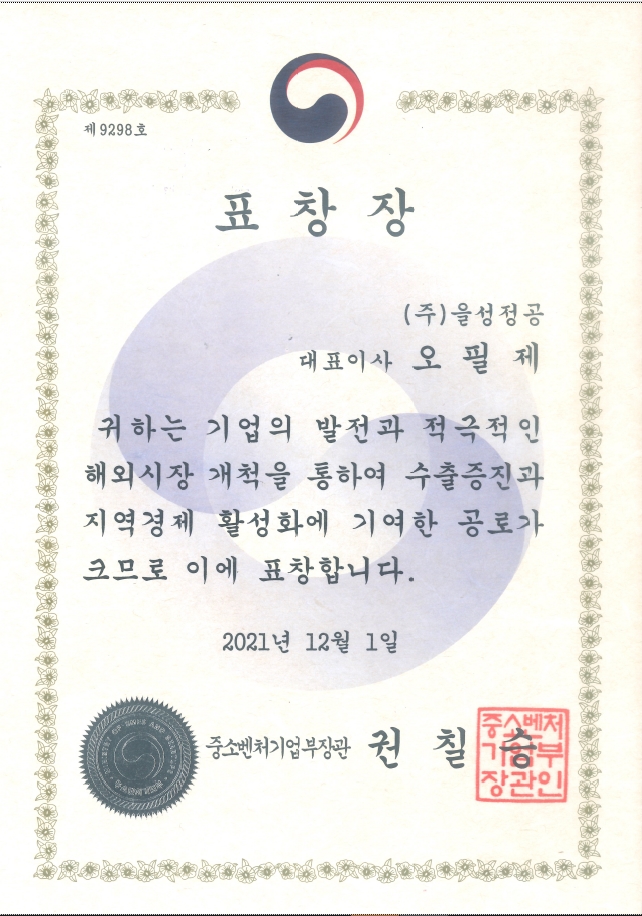 제 9298 호
표 창 장
(주)을성정공
대표이사 오 필 제
귀하는 기업의 발전과 적극적인
해외시장 개척을 통하여 수출증진과
지역경제 활성화에 기여한 공로가
크므로 이에 표창합니다.
2021년 12월 1일
중소벤처기업부장관 권 칠 승
중소벤처
기업부
장관인